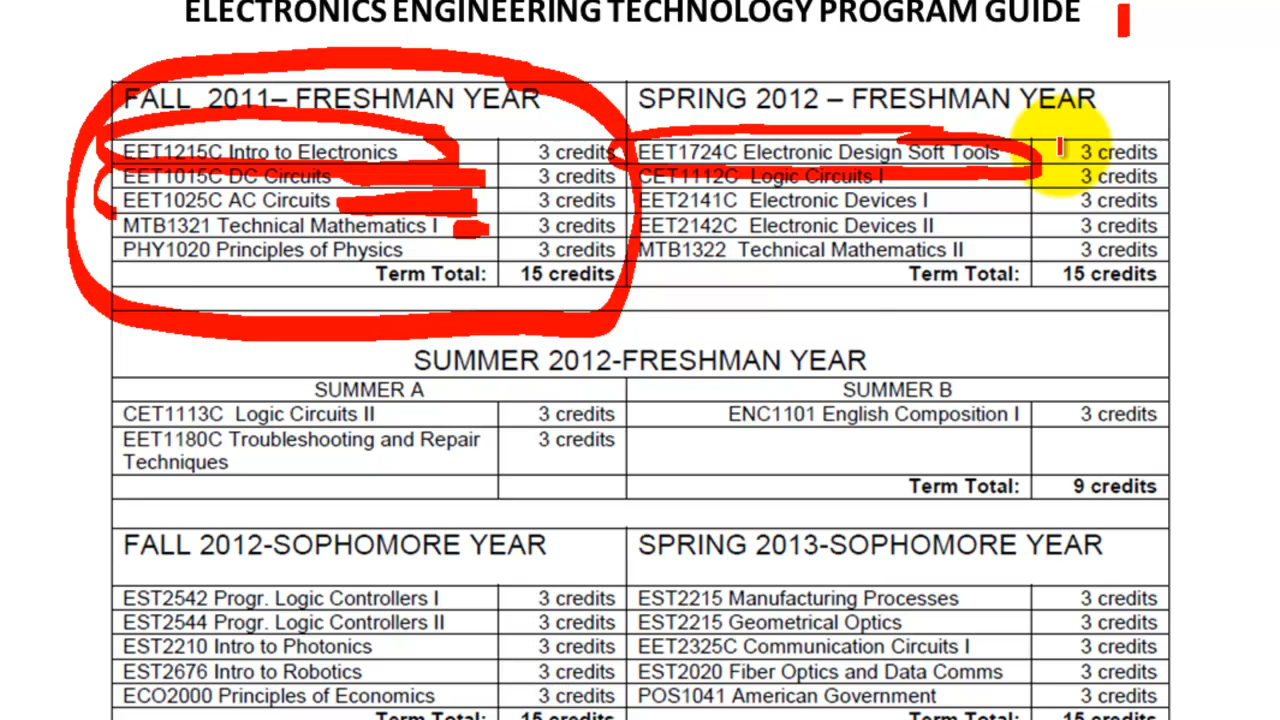 ELECTRONICS ENGINEERING TECHNOLOGY PROGRAM GUIDE
FALL 2011– FRESHMAN YEAR
EET1215C Intro to Electronics 3 credits
EET1015C DC Circuits 3 credits
EET1025C AC Circuits 3 credits
MTB1321 Technical Mathematics I 3 credits
PHY1020 Principles of Physics 3 credits
Term Total: 15 credits
SPRING 2012 – FRESHMAN YEAR
EET1724C Electronic Design Soft Tools 3 credits
CET1112C Logic Circuits I 3 credits
EET2141C Electronic Devices I 3 credits
EET2142C Electronic Devices II 3 credits
MTB1322 Technical Mathematics II 3 credits
Term Total: 15 credits
SUMMER 2012-FRESHMAN YEAR
SUMMER A
CET1113C Logic Circuits II 3 credits
EET1180C Troubleshooting and Repair 3 credits
Techniques
SUMMER B
ENC1101 English Composition I 3 credits
Term Total: 9 credits
FALL 2012-SOPHOMORE YEAR
EST2542 Progr. Logic Controllers I 3 credits
EST2544 Progr. Logic Controllers II 3 credits
EST2210 Intro to Photonics 3 credits
EST2676 Intro to Robotics 3 credits
ECO2000 Principles of Economics 3 credits
Term Total: 15 credits
SPRING 2013-SOPHOMORE YEAR
EST2215 Manufacturing Processes 3 credits
EST2215 Geometrical Optics 3 credits
EET2325C Communication Circuits I 3 credits
EST2020 Fiber Optics and Data Comms 3 credits
POS1041 American Government 3 credits
Term Total: 15 credits